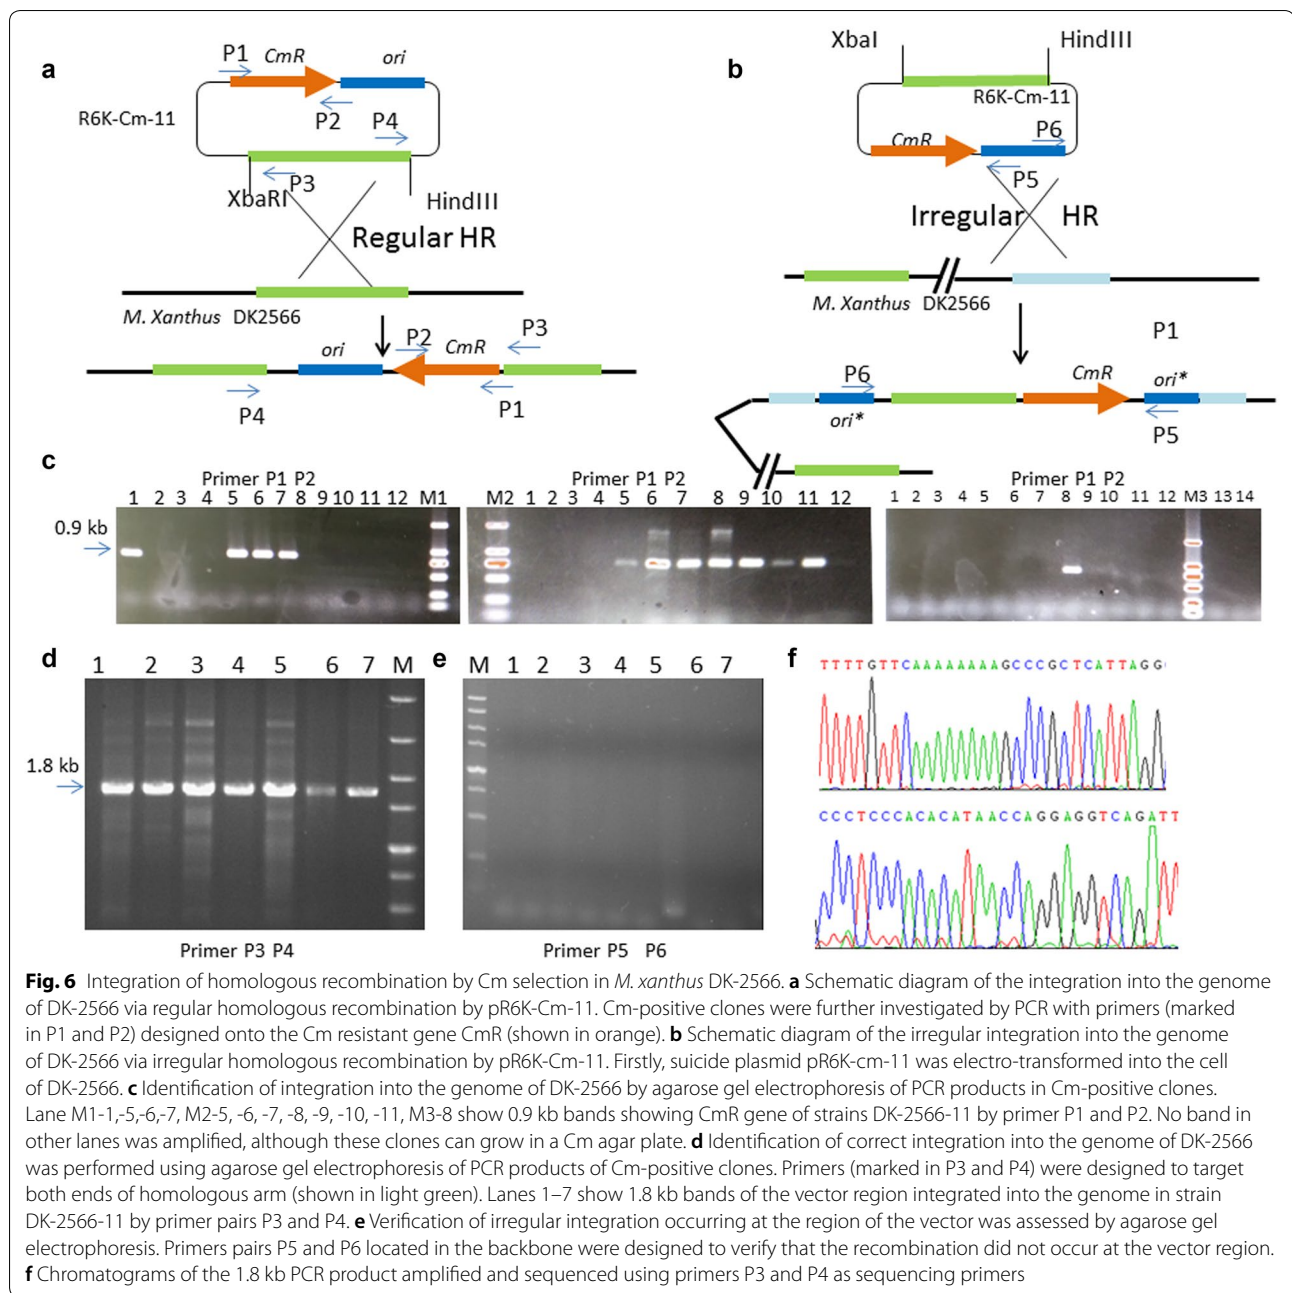 a
P1
CmR
ori
R6K-Cm-11
P2
P4
P3
XbaRI
HindIII
Regular HR
M. Xanthus DK2566
ori
P2
CmR
P3
P4
P1
b
XbaI
HindIII
R6K-Cm-11
P6
CmR
P5
Irregular HR
M. Xanthus DK2566
P1
P6
CmR
ori*
ori*
P5
c
Primer P1 P2
1 2 3 4 5 6 7 8 9 10 11 12 M1
0.9 kb
Primer P1 P2
M2 1 2 3 4 5 6 7 8 9 10 11 12
Primer P1 P2
1 2 3 4 5 6 7 8 9 10 11 12 M3 13 14
d
1 2 3 4 5 6 7 M
1.8 kb
Primer P3 P4
e
M 1 2 3 4 5 6 7
Primer P5 P6
f
TTTTGTTCAAAAAAAAGCCCGCTCATTAGG
CCCTCCCACACATAACCAGGAGGTCAGATT
Fig. 6 Integration of homologous recombination by Cm selection in M. xanthus DK-2566. a Schematic diagram of the integration into the genome
of DK-2566 via regular homologous recombination by pR6K-Cm-11. Cm-positive clones were further investigated by PCR with primers (marked
in P1 and P2) designed onto the Cm resistant gene CmR (shown in orange). b Schematic diagram of the irregular integration into the genome
of DK-2566 via irregular homologous recombination by pR6K-Cm-11. Firstly, suicide plasmid pR6K-cm-11 was electro-transformed into the cell
of DK-2566. c Identification of integration into the genome of DK-2566 by agarose gel electrophoresis of PCR products in Cm-positive clones.
Lane M1-1,-5,-6,-7, M2-5, -6, -7, -8, -9, -10, -11, M3-8 show 0.9 kb bands showing CmR gene of strains DK-2566-11 by primer P1 and P2. No band in
other lanes was amplified, although these clones can grow in a Cm agar plate. d Identification of correct integration into the genome of DK-2566
was performed using agarose gel electrophoresis of PCR products of Cm-positive clones. Primers (marked in P3 and P4) were designed to target
both ends of homologous arm (shown in light green). Lanes 1–7 show 1.8 kb bands of the vector region integrated into the genome in strain
DK-2566-11 by primer pairs P3 and P4. e Verification of irregular integration occurring at the region of the vector was assessed by agarose gel
electrophoresis. Primers pairs P5 and P6 located in the backbone were designed to verify that the recombination did not occur at the vector region.
f Chromatograms of the 1.8 kb PCR product amplified and sequenced using primers P3 and P4 as sequencing primers